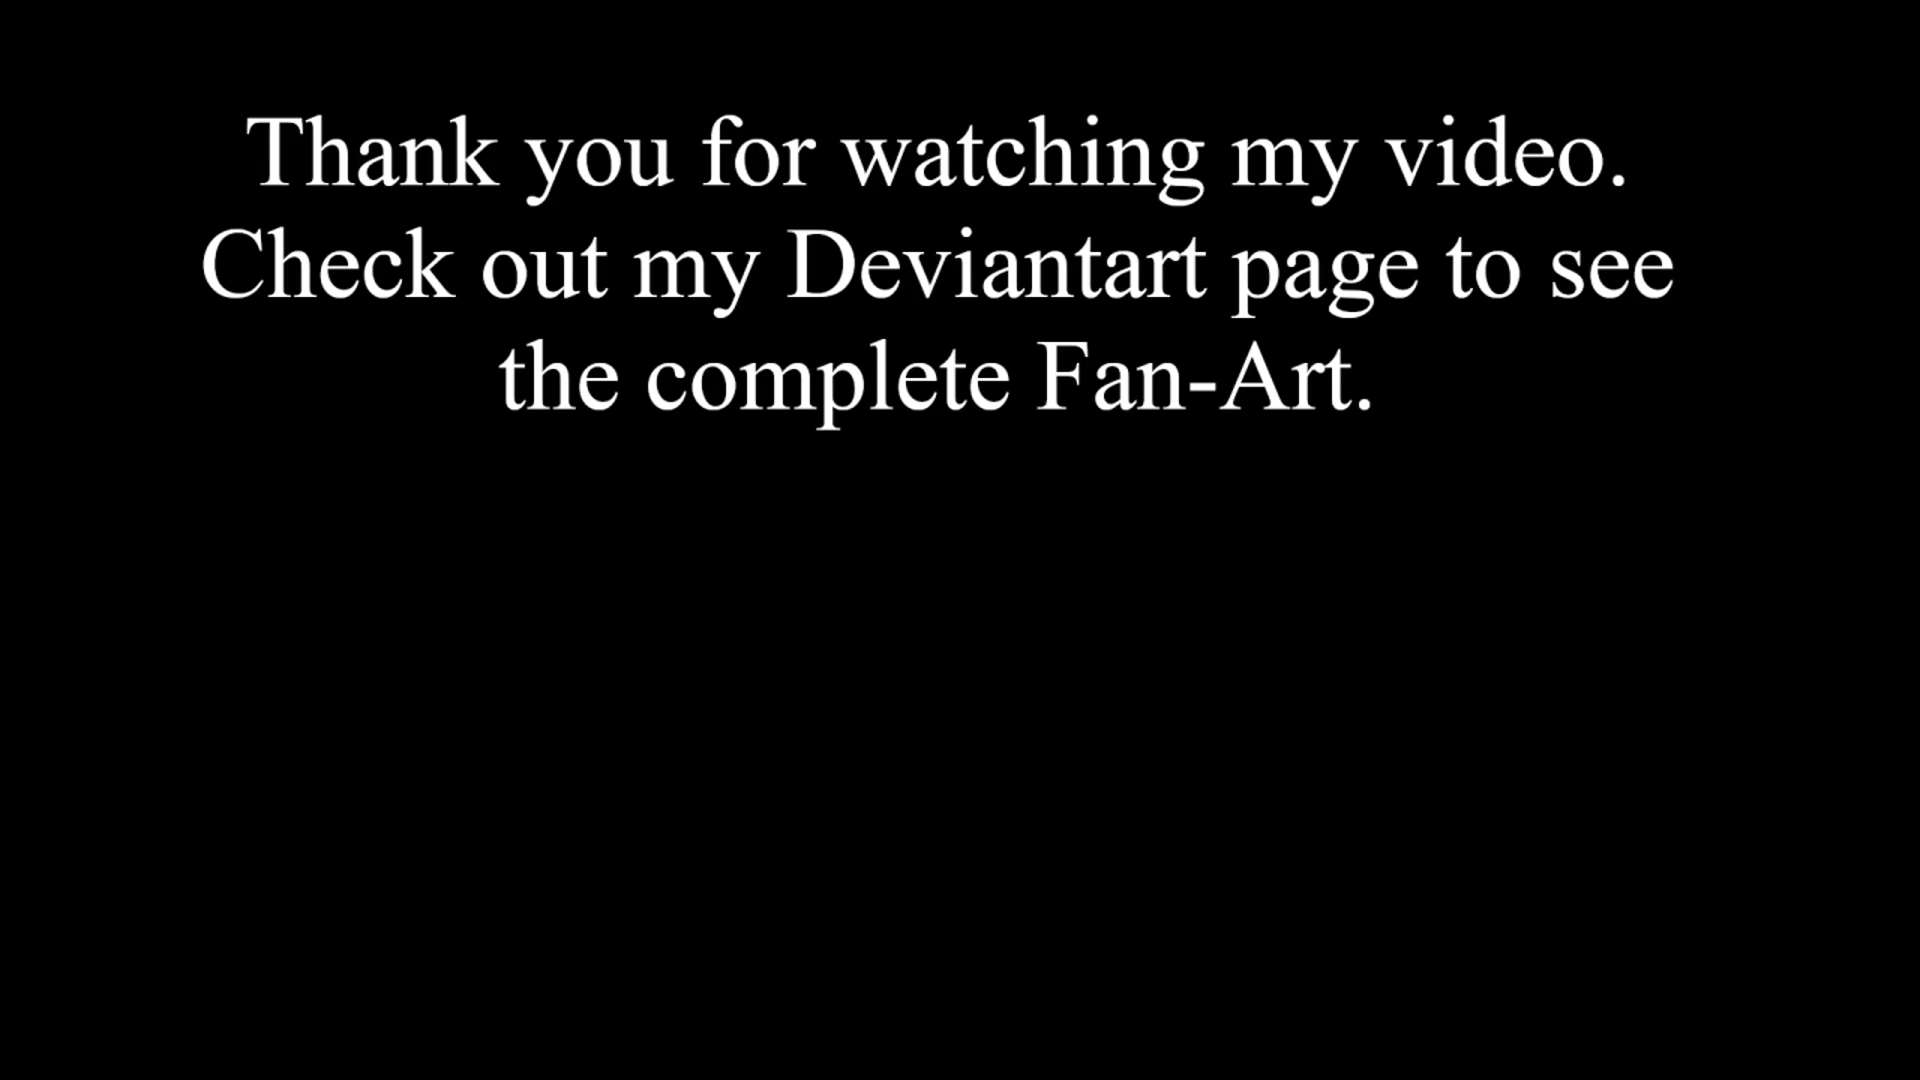 Thank you for watching my video.
Check out my Deviantart page to see
the complete Fan-Art.